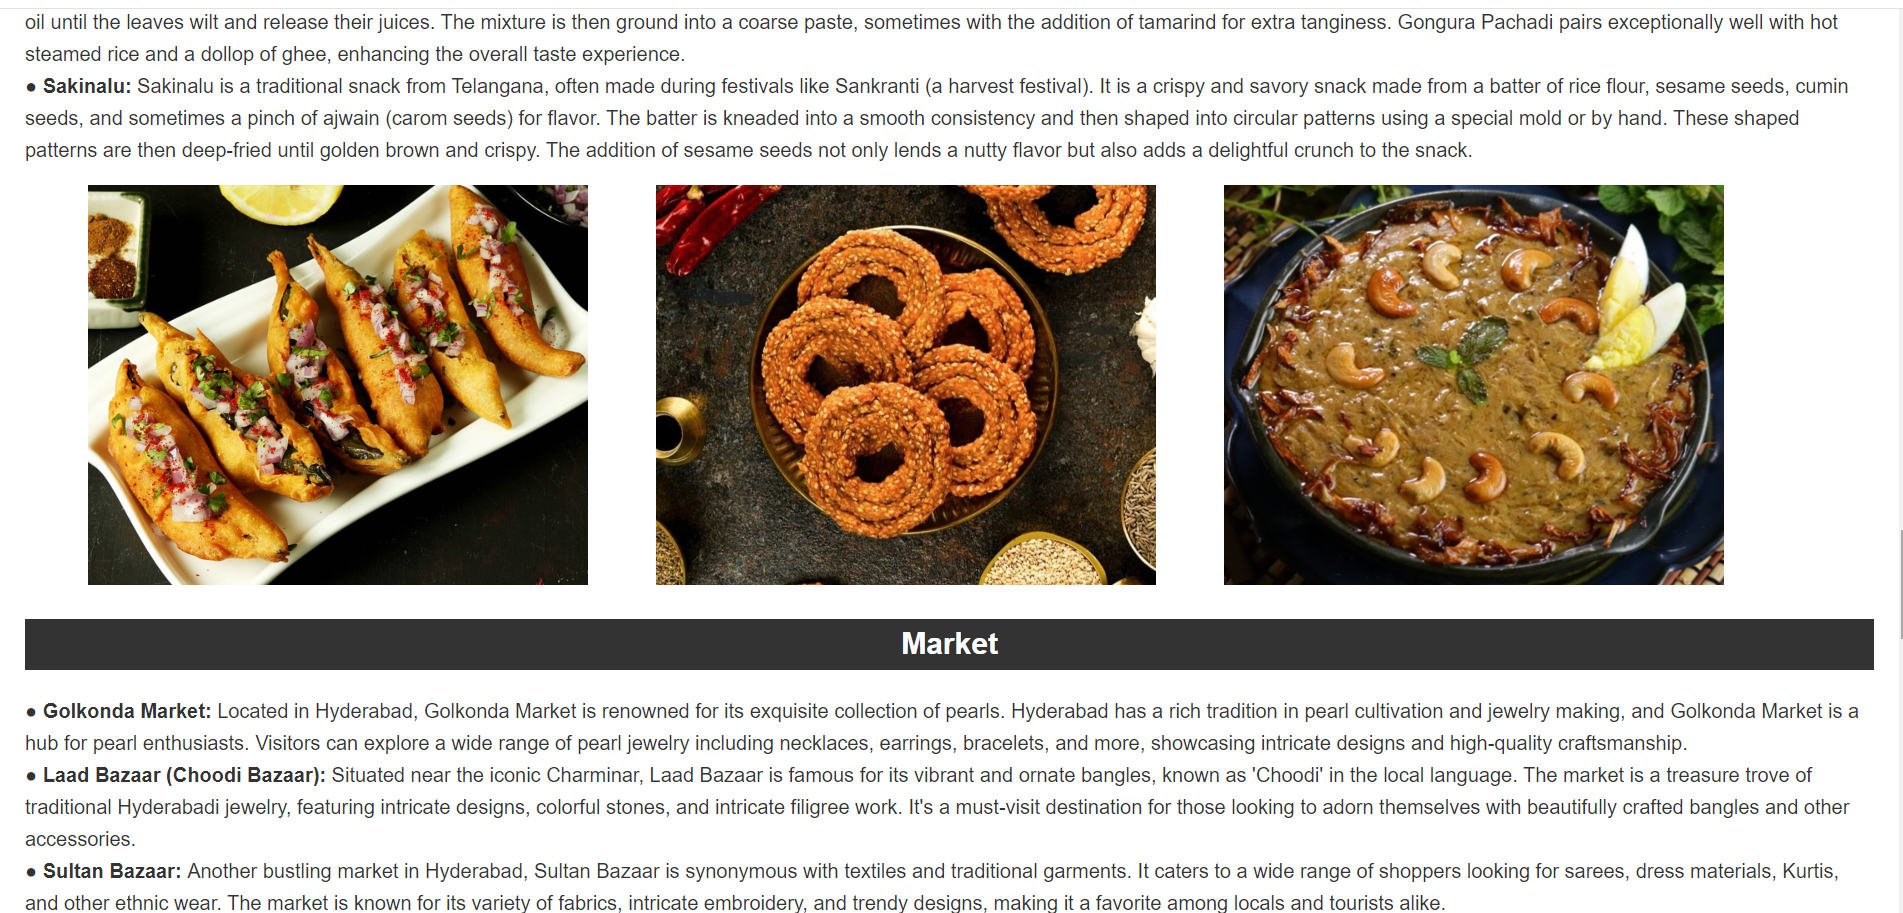 oil until the leaves wilt and release their juices. The mixture is then ground into a coarse paste, sometimes with the addition of tamarind for extra tanginess. Gongura Pachadi pairs exceptionally well with hot
steamed rice and a dollop of ghee, enhancing the overall taste experience.
● Sakinalu: Sakinalu is a traditional snack from Telangana, often made during festivals like Sankranti (a harvest festival). It is a crispy and savory snack made from a batter of rice flour, sesame seeds, cumin
seeds, and sometimes a pinch of ajwain (carom seeds) for flavor. The batter is kneaded into a smooth consistency and then shaped into circular patterns using a special mold or by hand. These shaped
patterns are then deep-fried until golden brown and crispy. The addition of sesame seeds not only lends a nutty flavor but also adds a delightful crunch to the snack.
Market
● Golkonda Market: Located in Hyderabad, Golkonda Market is renowned for its exquisite collection of pearls. Hyderabad has a rich tradition in pearl cultivation and jewelry making, and Golkonda Market is a
hub for pearl enthusiasts. Visitors can explore a wide range of pearl jewelry including necklaces, earrings, bracelets, and more, showcasing intricate designs and high-quality craftsmanship.
● Laad Bazaar (Choodi Bazaar): Situated near the iconic Charminar, Laad Bazaar is famous for its vibrant and ornate bangles, known as 'Choodi' in the local language. The market is a treasure trove of
traditional Hyderabadi jewelry, featuring intricate designs, colorful stones, and intricate filigree work. It's a must-visit destination for those looking to adorn themselves with beautifully crafted bangles and other
accessories.
● Sultan Bazaar: Another bustling market in Hyderabad, Sultan Bazaar is synonymous with textiles and traditional garments. It caters to a wide range of shoppers looking for sarees, dress materials, Kurtis,
and other ethnic wear. The market is known for its variety of fabrics, intricate embroidery, and trendy designs, making it a favorite among locals and tourists alike.